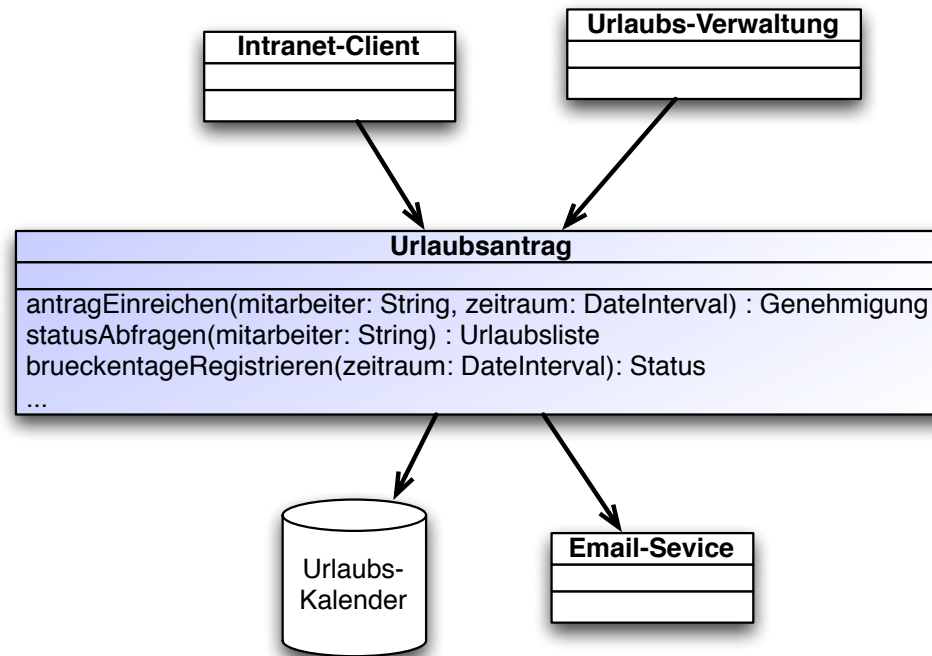 Intranet-Client
Urlaubs-Verwaltung
Urlaubsantrag
antragEinreichen(mitarbeiter: String, zeitraum: DateInterval) : Genehmigung
statusAbfragen(mitarbeiter: String) : Urlaubsliste
brueckentageRegistrieren(zeitraum: DateInterval): Status
...
Urlaubs-
Kalender
Email-Sevice